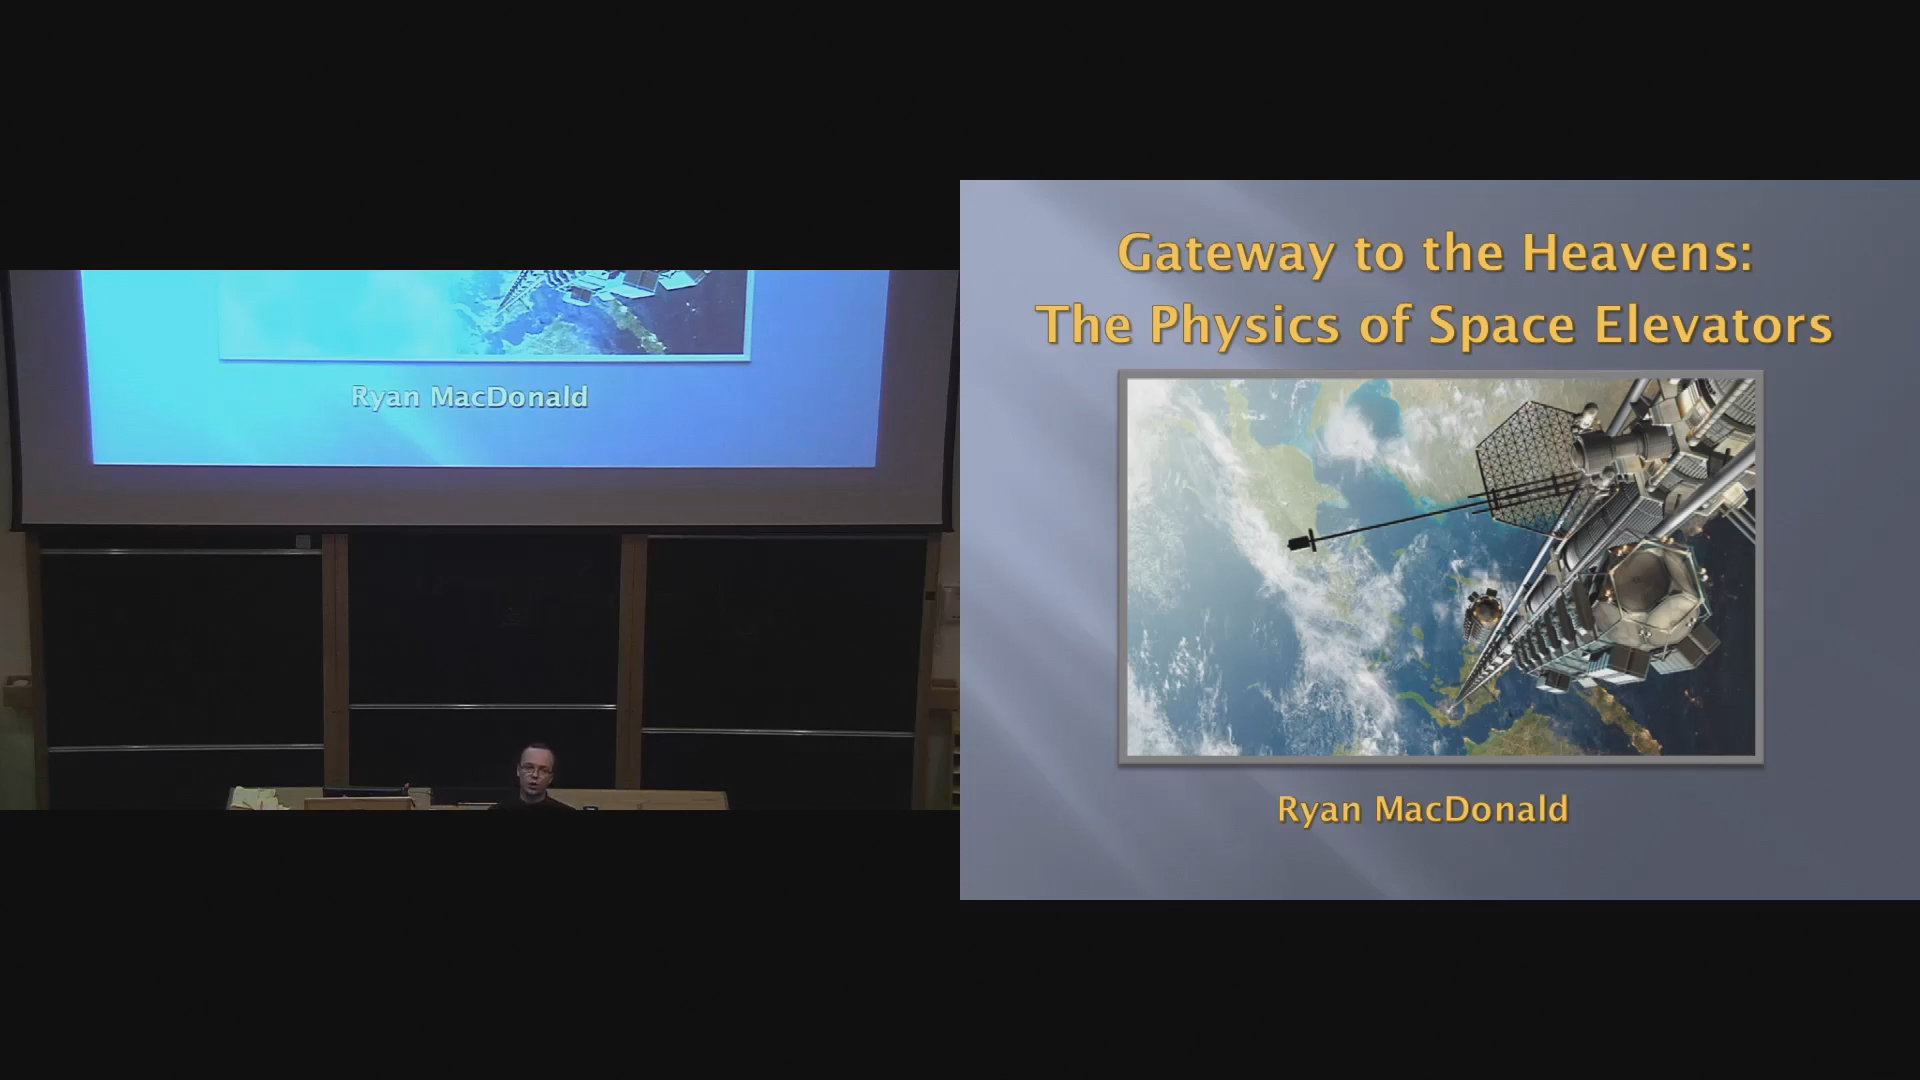 Ryan MacDonald
Gateway to the Heavens:
The Physics of Space Elevators
Ryan MacDonald